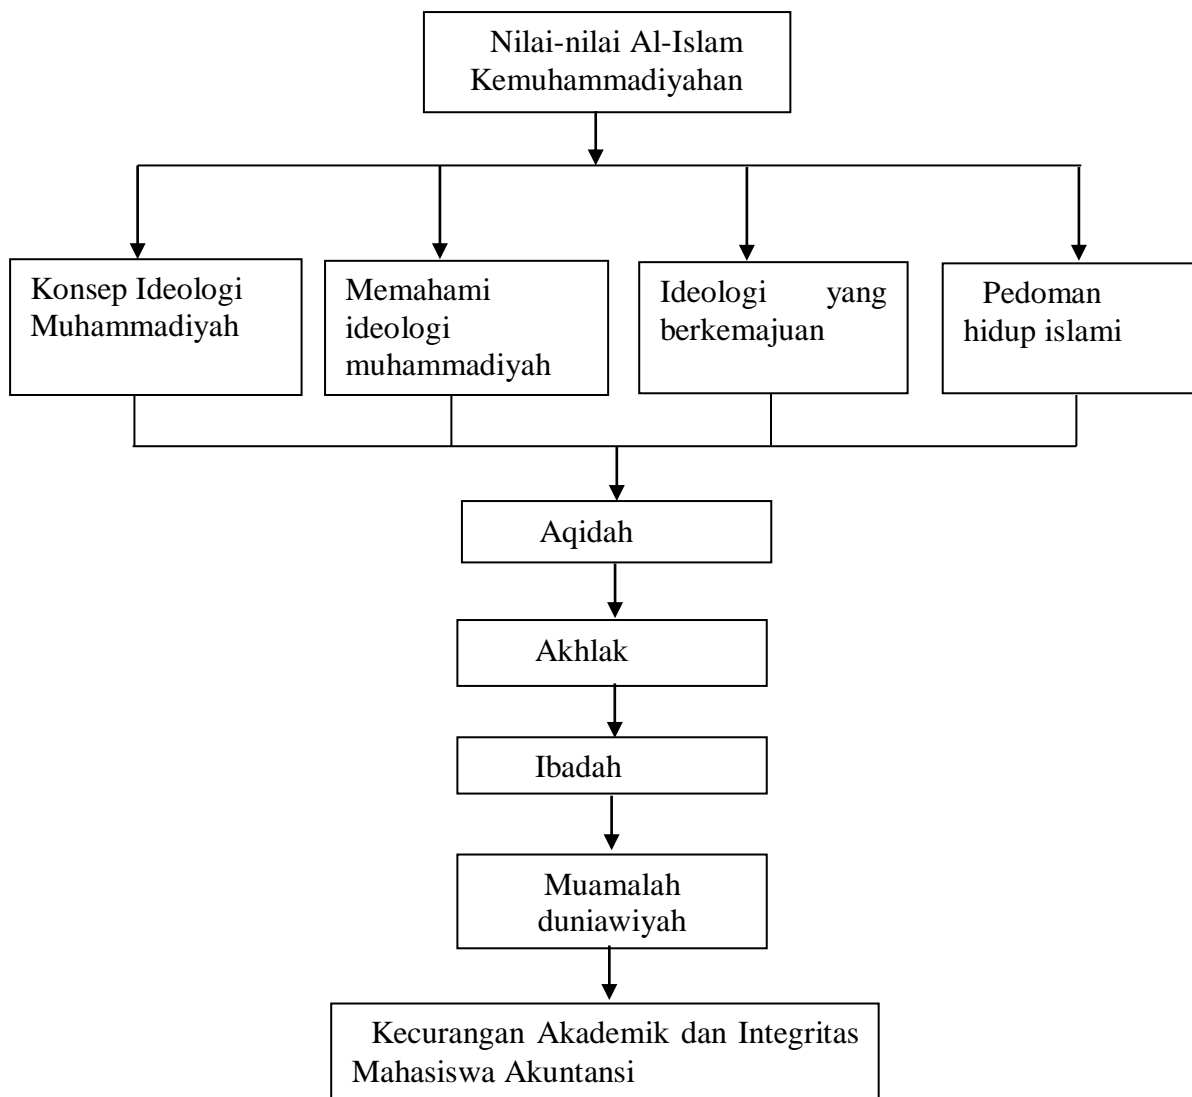 Nilai-nilai Al-Islam
Kemuhammadiyahan
Konsep Ideologi
Muhammadiyah
Memahami
ideologi
muhammadiyah
Ideologi yang
berkemajuan
Pedoman
hidup islami
Aqidah
Akhlak
Ibadah
Muamalah
duniawiyah
Kecurangan Akademik dan Integritas
Mahasiswa Akuntansi